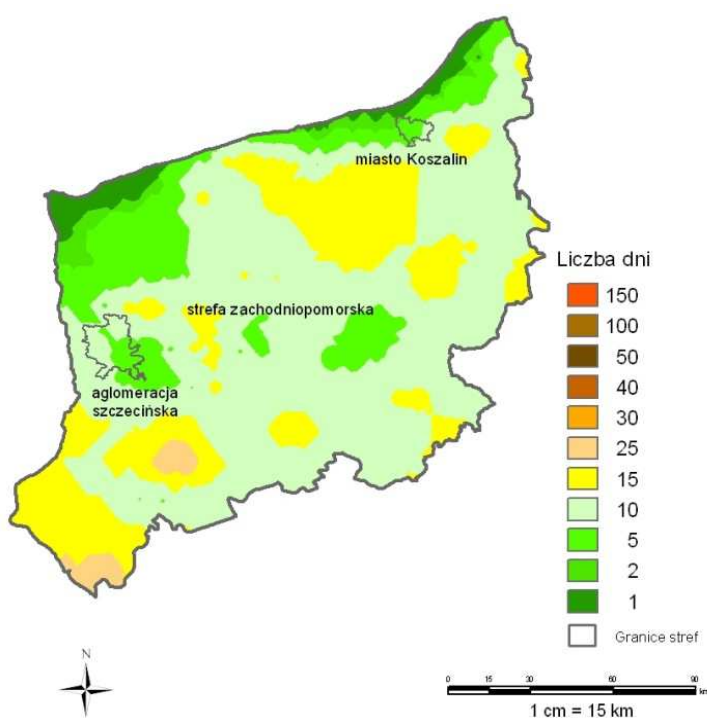 miasto Koszalin
Liczba dni
strefa zachodniopomorska
aglomeracja
szczecińska
150
100
50
40
30
25
15
10
5
2
1
Granice stref
N
0 15 30 60 90
km
1 cm = 15 km